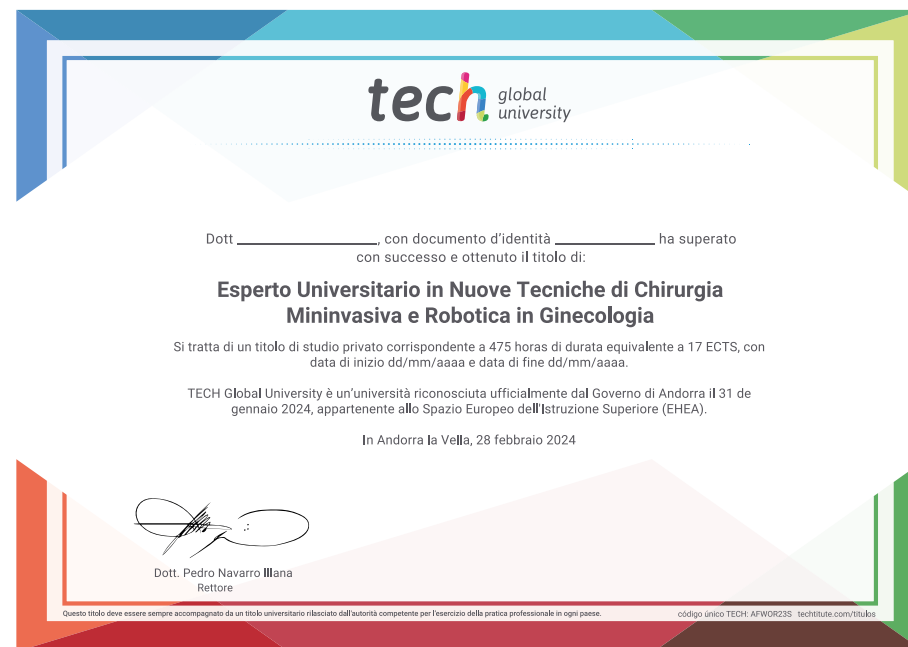 tech global university
Dott ____________, con documento d'identità ____________ ha superato
con successo e ottenuto il titolo di:
Esperto Universitario in Nuove Tecniche di Chirurgia
Mininvasiva e Robotica in Ginecologia
Si tratta di un titolo di studio privato corrispondente a 475 horas di durata equivalente a 17 ECTS, con
data di inizio dd/mm/aaaa e data di fine dd/mm/aaaa.
TECH Global University è un'università riconosciuta ufficialmente dal Governo di Andorra il 31 de
gennaio 2024, appartenente allo Spazio Europeo dell'Istruzione Superiore (EHEA).
In Andorra la Vella, 28 febbraio 2024
Dott. Pedro Navarro Illana
Rettore
Questo titolo deve essere sempre accompagnato da un titolo universitario rilasciato dall'autorità competente per l'esercizio della pratica professionale in ogni paese.
código único TECH: AFWOR23S techtitute.com/titulos